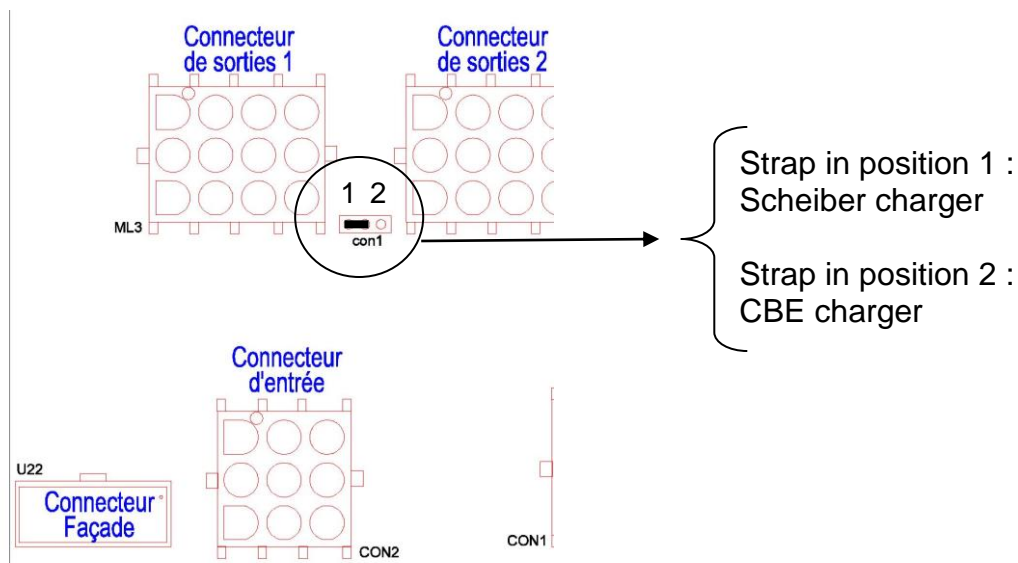 Connecteur
de sorties 1
Connecteur
de sorties 2
ML3
1 2
con1
Strap in position 1 :
Scheiber charger
Strap in position 2 :
CBE charger
Connecteur
d'entrée
U22
Connecteur
Façade
CON2
CON1